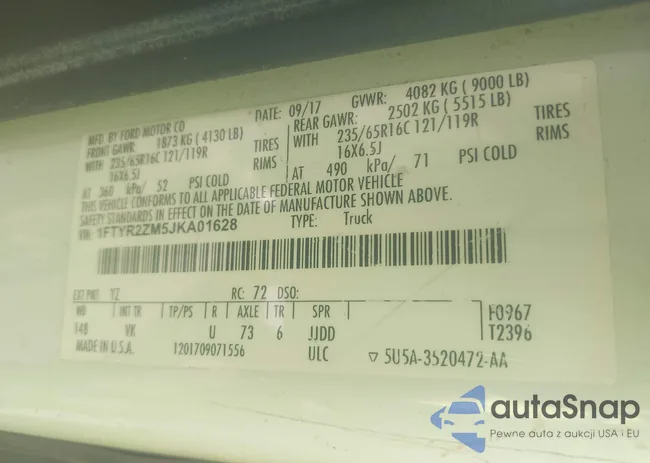 MFD. BY FORD MOTOR CO
DATE: 09/17 GVWR: 4082 KG ( 9000 LB)
FRONT GAWR: 1873 KG ( 4130 LB)
REAR GAWR: 2502 KG ( 5515 LB)
WITH 235/65R16C 121/119R TIRES
WITH 235/65R16C 121/119R TIRES
16X6.5J RIMS
16X6.5J RIMS
AT 360 kPa/ 52 PSI COLD
AT 490 kPa/ 71 PSI COLD
THIS VEHICLE CONFORMS TO ALL APPLICABLE FEDERAL MOTOR VEHICLE
SAFETY STANDARDS IN EFFECT ON THE DATE OF MANUFACTURE SHOWN ABOVE.
VIN: 1FTYR2ZM5JKA01628 TYPE: Truck
EXT PNT: YZ RC: 72 DSO:
WB INT TR TP/PS R AXLE TR SPR F0967
148 VK U 73 6 JJDD T2396
MADE IN U.S.A. 1201709071556 ULC ▽ 5U5A-3520472-AA
autaSnap
Pewne auta z aukcji USA i EU